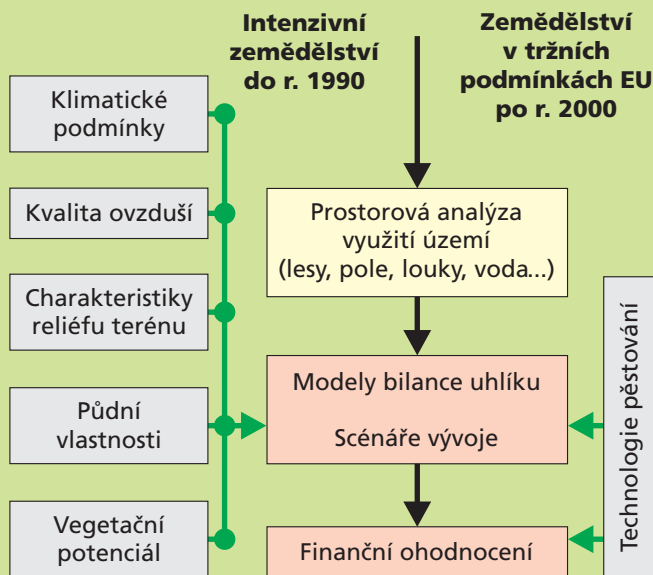 Intenzivní
zemědělství
do r. 1990
Zemědělství
v tržních
podmínkách EU
po r. 2000
Klimatické
podmínky
Kvalita ovzduší
Charakteristiky
reliéfu terénu
Půdní
vlastnosti
Vegetační
potenciál
Prostorová analýza
využití území
(lesy, pole, louky, voda...)
Modely bilance uhlíku
Scénáře vývoje
Finanční ohodnocení
Technologie pěstování